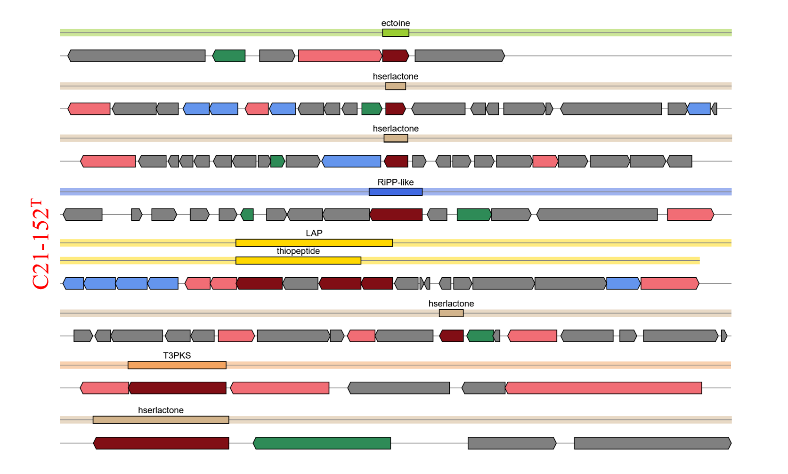 ectoine
hserlactone
hserlactone
RiPP-like
LAP
thiopeptide
hserlactone
T3PKS
hserlactone
C21-152ᵀ